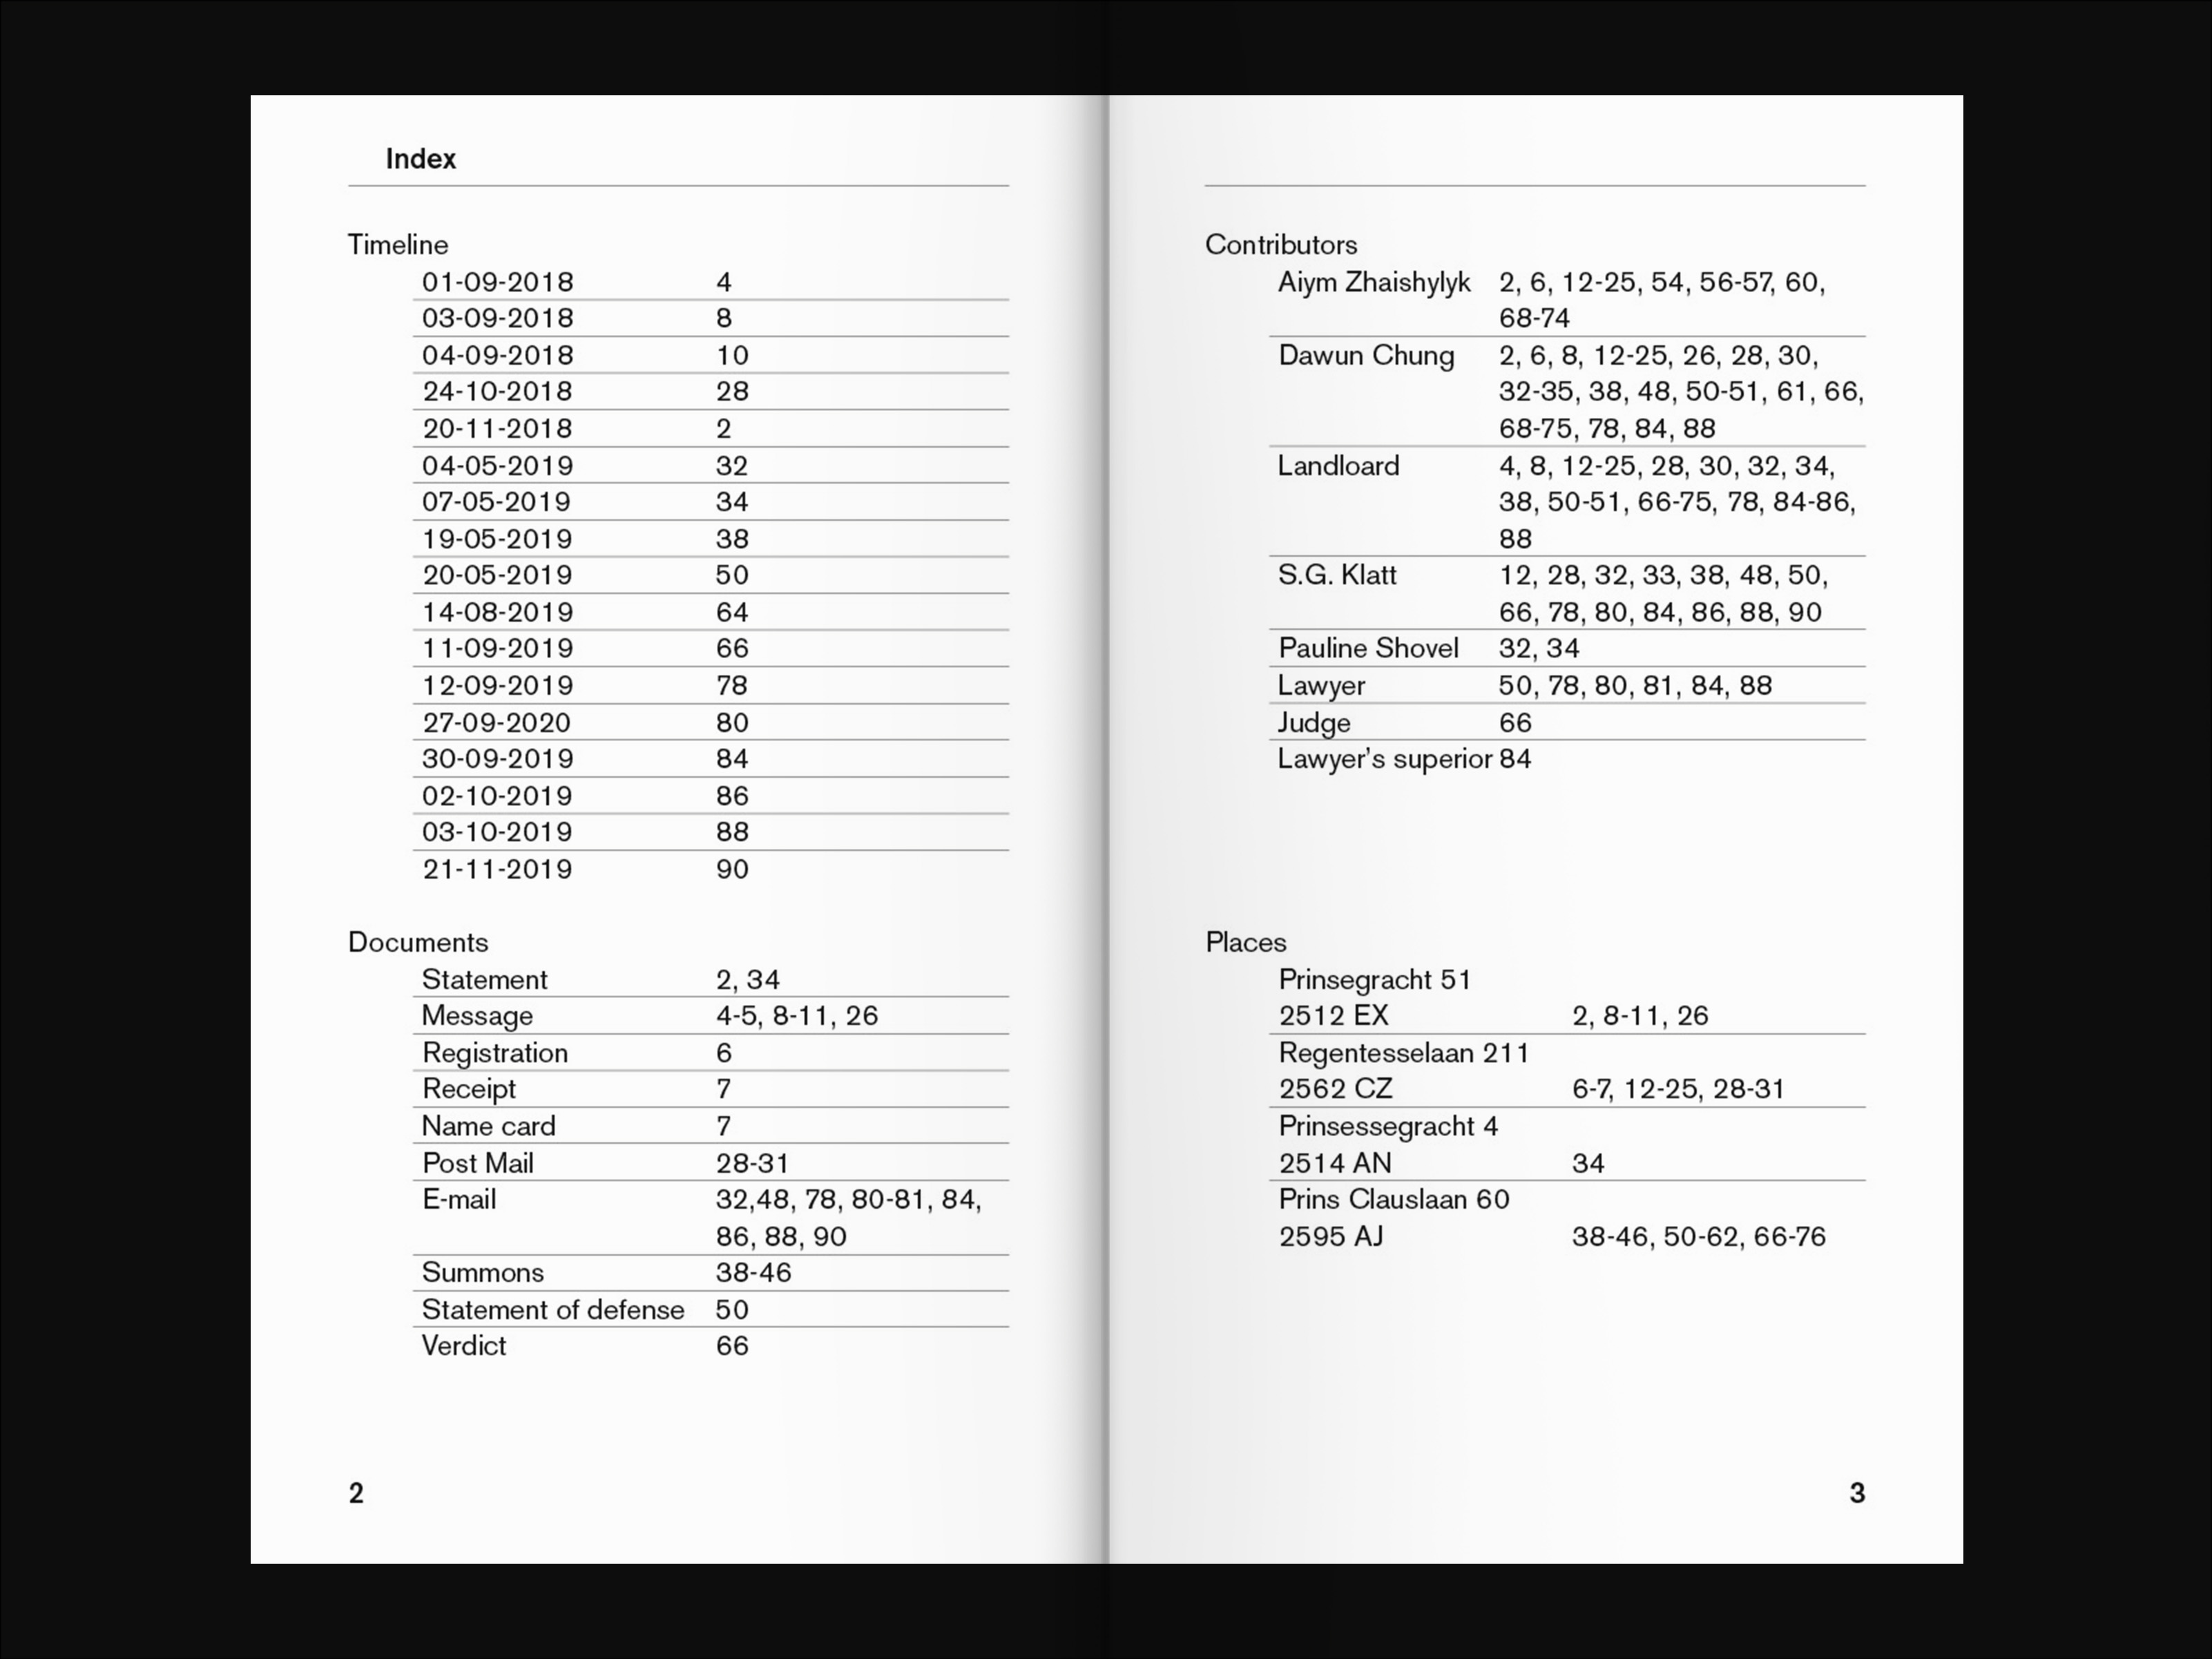 Index
Timeline
01-09-2018 4
03-09-2018 8
04-09-2018 10
24-10-2018 28
20-11-2018 2
04-05-2019 32
07-05-2019 34
19-05-2019 38
20-05-2019 50
14-08-2019 64
11-09-2019 66
12-09-2019 78
27-09-2020 80
30-09-2019 84
02-10-2019 86
03-10-2019 88
21-11-2019 90
Documents
Statement 2, 34
Message 4-5, 8-11, 26
Registration 6
Receipt 7
Name card 7
Post Mail 28-31
E-mail 32,48, 78, 80-81, 84,
86, 88, 90
Summons 38-46
Statement of defense 50
Verdict 66
2
Contributors
Aiym Zhaishylyk 2, 6, 12-25, 54, 56-57, 60,
68-74
Dawun Chung 2, 6, 8, 12-25, 26, 28, 30,
32-35, 38, 48, 50-51, 61, 66,
68-75, 78, 84, 88
Landloard 4, 8, 12-25, 28, 30, 32, 34,
38, 50-51, 66-75, 78, 84-86,
88
S.G. Klatt 12, 28, 32, 33, 38, 48, 50,
66, 78, 80, 84, 86, 88, 90
Pauline Shovel 32, 34
Lawyer 50, 78, 80, 81, 84, 88
Judge 66
Lawyer's superior 84
Places
Prinsegracht 51
2512 EX 2, 8-11, 26
Regentesselaan 211
2562 CZ 6-7, 12-25, 28-31
Prinsessegracht 4
2514 AN 34
Prins Clauslaan 60
2595 AJ 38-46, 50-62, 66-76
3